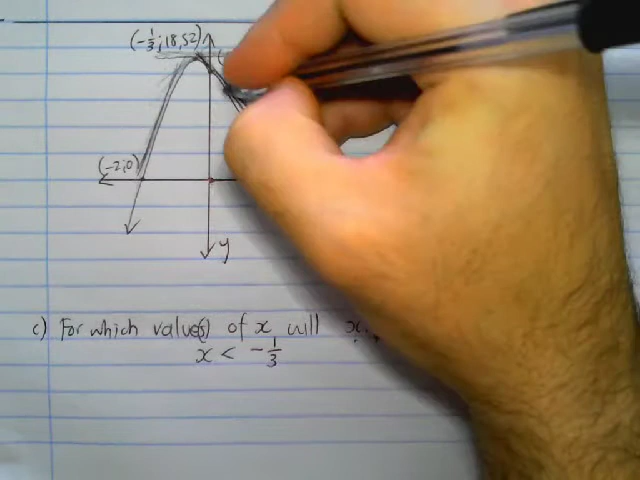 (-1/3; 18,52)
(
(-2;0)
y
c) For which value(s) of x will x.
x < -1/3